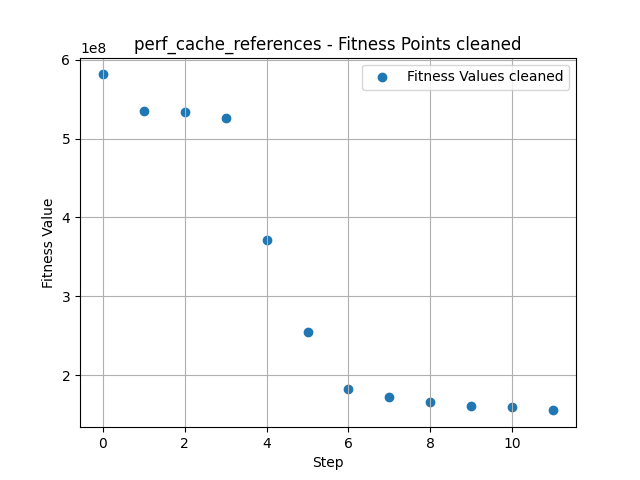 perf_cache_references - Fitness Points cleaned
1e8
Fitness Values cleaned
6
5
4
3
2
Fitness Value
0 2 4 6 8 10
Step